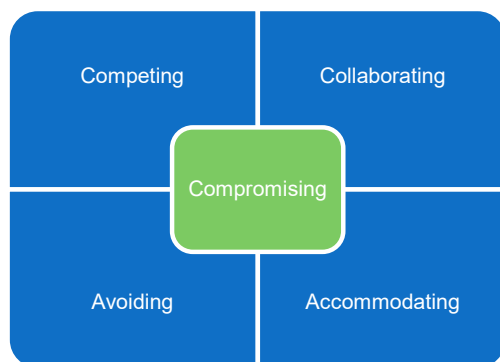 Competing
Collaborating
Compromising
Avoiding
Accommodating